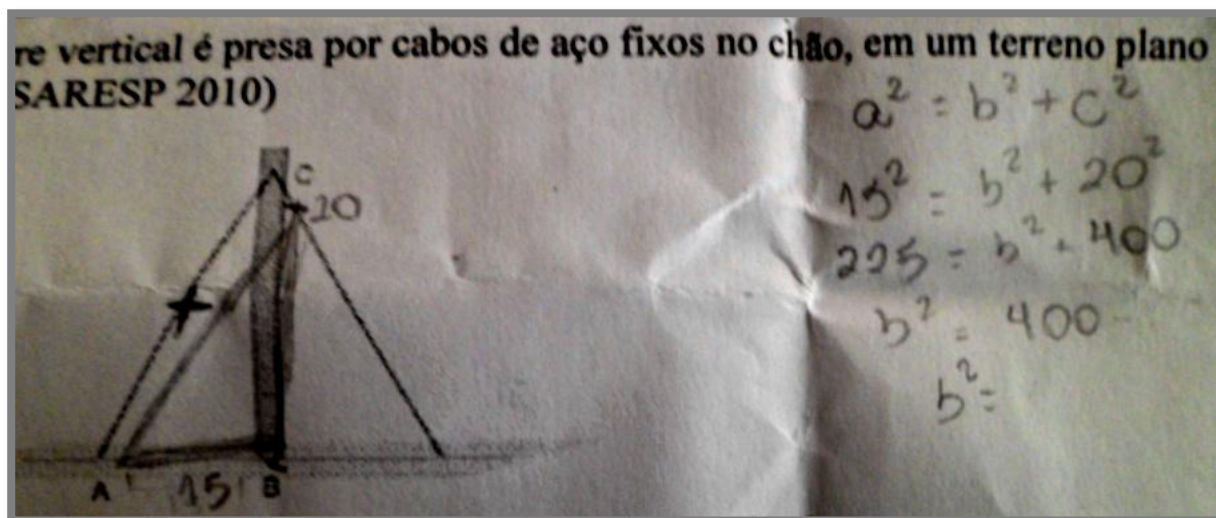 re vertical é presa por cabos de aço fixos no chão, em um terreno plano
SARESP 2010)
a² = b² + c²
15² = b² + 20²
225 = b² + 400
b² = 400 -
b² =
C
20
A 15 B